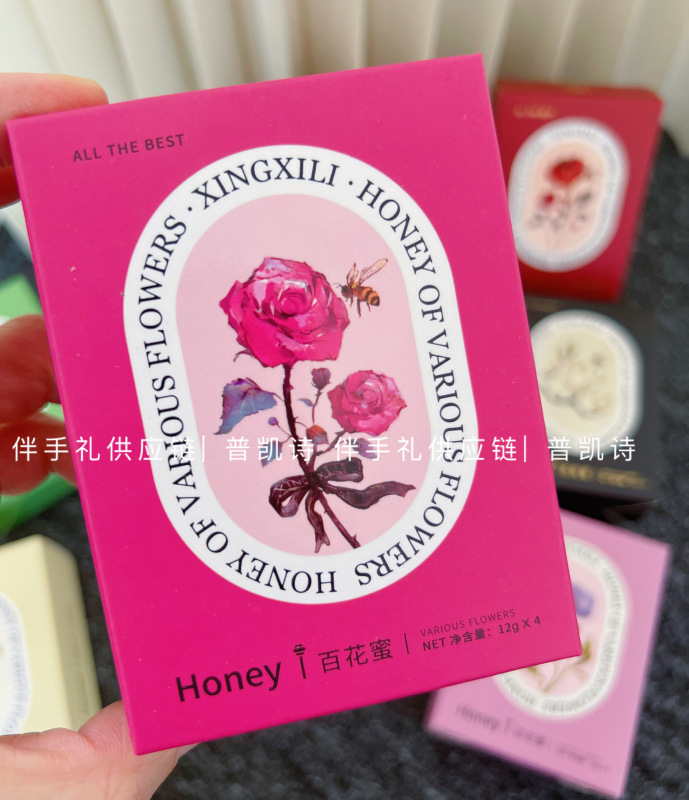 ALL THE BEST
XINGXILI · HONEY OF VARIOUS FLOWERS
HONEY OF VARIOUS FLOWERS ·
伴手礼供应链| 普凯诗 伴手礼供应链| 普凯诗
Honey 百花蜜 |
VARIOUS FLOWERS
NET 净含量：12g X 4
Honey